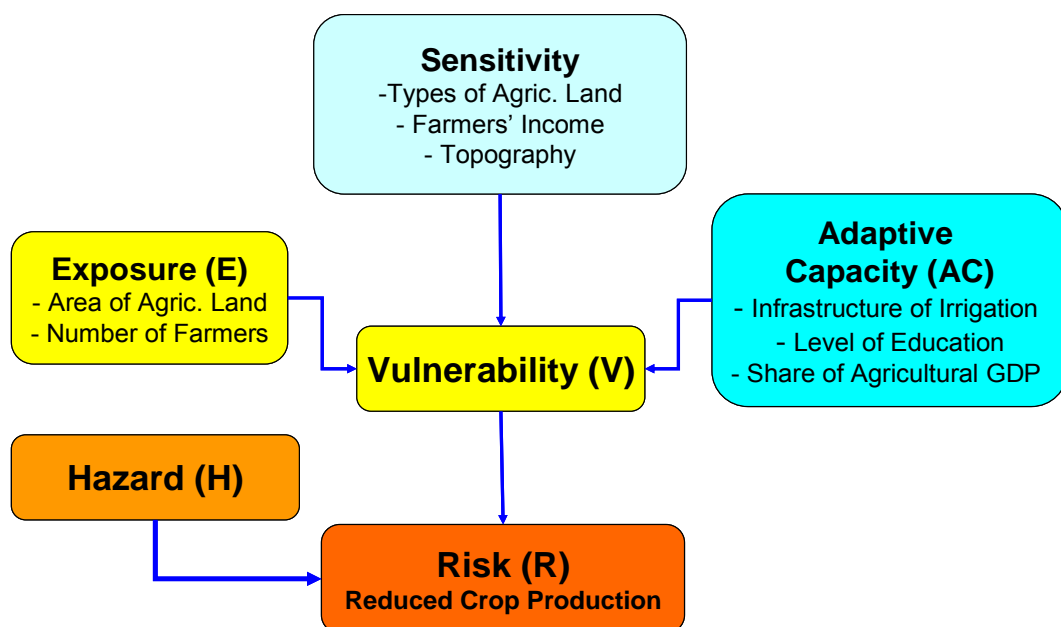 Sensitivity
-Types of Agric. Land
- Farmers' Income
- Topography
Adaptive
Capacity (AC)
- Infrastructure of Irrigation
- Level of Education
- Share of Agricultural GDP
Exposure (E)
- Area of Agric. Land
- Number of Farmers
Vulnerability (V)
Hazard (H)
Risk (R)
Reduced Crop Production